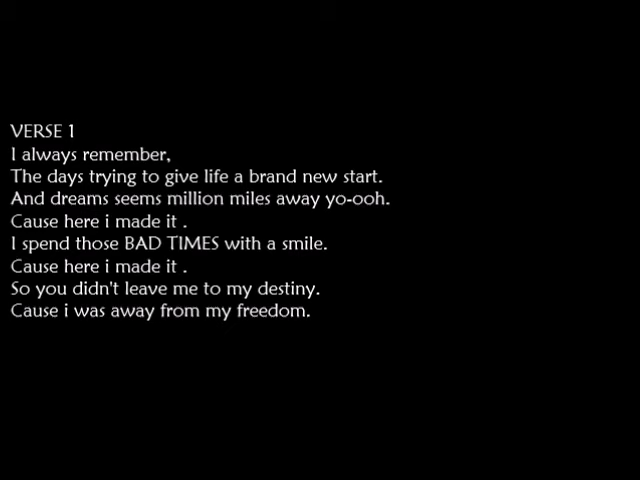 VERSE 1
I always remember,
The days trying to give life a brand new start.
And dreams seems million miles away yo-ooh.
Cause here i made it .
I spend those BAD TIMES with a smile.
Cause here i made it .
So you didn't leave me to my destiny.
Cause i was away from my freedom.